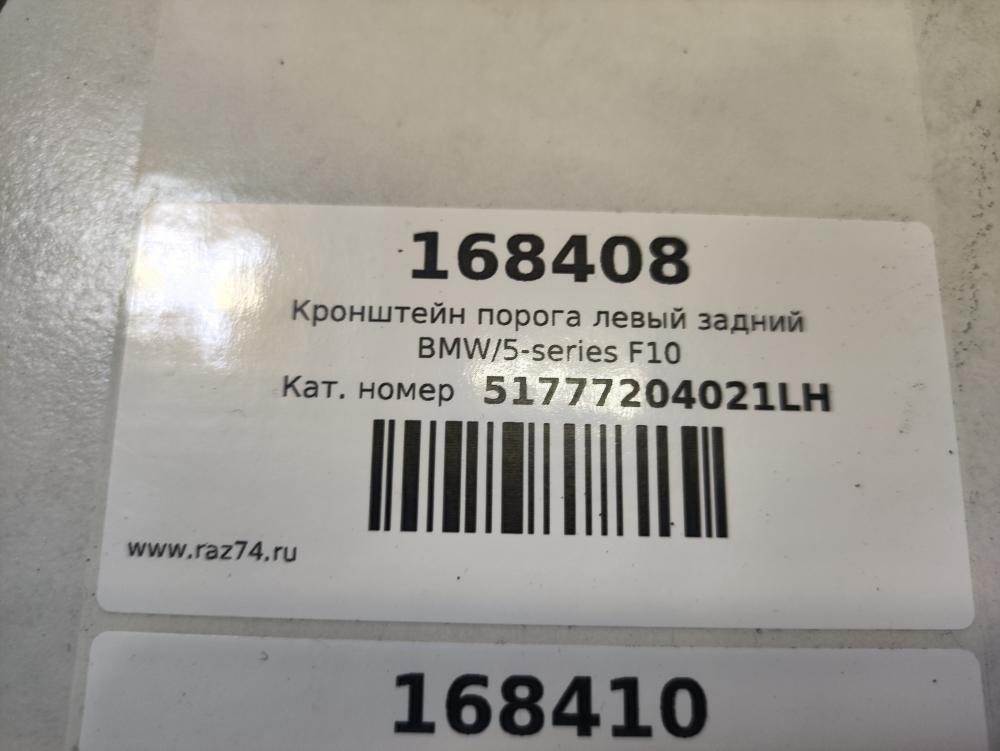 168408
Кронштейн порога левый задний
BMW/5-series F10
Кат. номер 51777204021LH
www.raz74.ru
168410